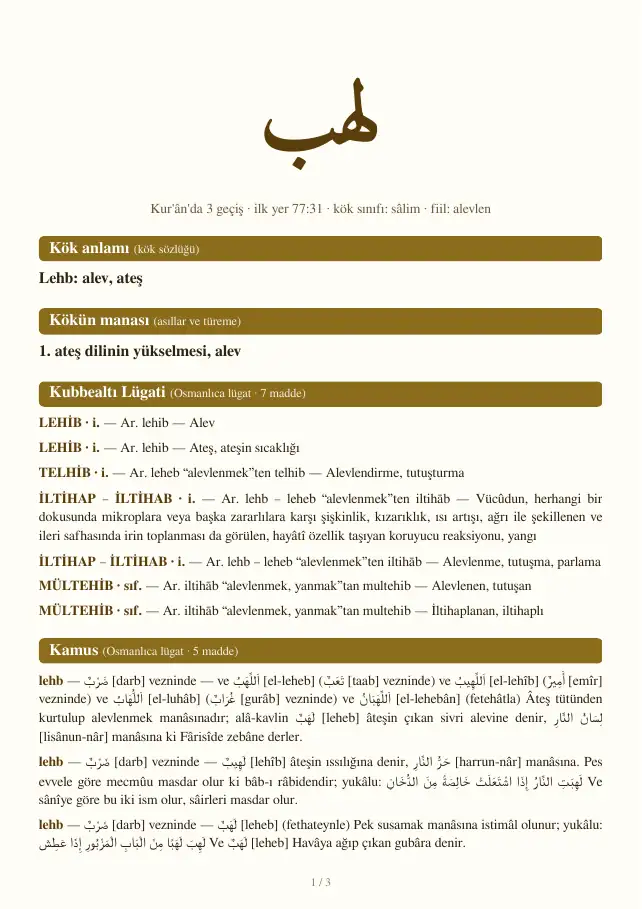 لهب
Kur'ân'da 3 geçiş · ilk yer 77:31 · kök sınıfı: sâlim · fiil: alevlen
Kök anlamı (kök sözlüğü)
Lehb: alev, ateş
Kökün manası (asıllar ve türeme)
1. ateş dilinin yükselmesi, alev
Kubbealtı Lügati (Osmanlıca lügat · 7 madde)
LEHİB · i. — Ar. lehib — Alev
LEHİB · i. — Ar. lehib — Ateş, ateşin sıcaklığı
TELHİB · i. — Ar. leheb “alevlenmek”ten telhib — Alevlendirme, tutuşturma
İLTİHAP – İLTİHAB · i. — Ar. lehb – leheb “alevlenmek”ten iltihāb — Vücûdun, herhangi bir
dokusunda mikroplara veya başka zararlılara karşı şişkinlik, kızarıklık, ısı artışı, ağrı ile şekillenen ve
ileri safhasında irin toplanması da görülen, hayâtî özellik taşıyan koruyucu reaksiyonu, yangı
İLTİHAP – İLTİHAB · i. — Ar. lehb – leheb “alevlenmek”ten iltihāb — Alevlenme, tutuşma, parlama
MÜLTEHİB · sıf. — Ar. iltihāb “alevlenmek, yanmak”tan multehib — Alevlenen, tutuşan
MÜLTEHİB · sıf. — Ar. iltihāb “alevlenmek, yanmak”tan multehib — İltihaplanan, iltihaplı
Kamus (Osmanlıca lügat · 5 madde)
lehb — ضَرْبٌ [darb] vezninde — ve اَللَّهَبُ [el-leheb] (تَعَبٌ [taab] vezninde) ve اَللَّهِيبُ [el-lehîb] (أَمِيرٌ [emîr]
vezninde) ve اَللُّهَابُ [el-luhâb] (غُرَابٌ [gurâb] vezninde) ve اَللَّهَبَانُ [el-lehebân] (fetehâtla) Âteş tütünden
kurtulup alevlenmek manâsınadır; alâ-kavlin لَهَبٌ [leheb] âteşin çıkan sivri alevine denir, لِسَانُ النَّارِ
[lisânun-nâr] manâsına ki Fârisîde zebâne derler.
lehb — ضَرْبٌ [darb] vezninde — لَهِيبٌ [lehîb] âteşin ıssılığına denir, حَرُّ النَّارِ [harrun-nâr] manâsına. Pes
evvele göre mecmûu masdar olur ki bâb-ı râbidendir; yukâlu: لَهِبَتِ النَّارُ إِذَا اشْتَعَلَتْ خَالِصَةً مِنَ الدُّخَانِ Ve
sânîye göre bu iki ism olur, sâirleri masdar olur.
lehb — ضَرْبٌ [darb] vezninde — لَهَبٌ [leheb] (fethateynle) Pek susamak manâsına istimâl olunur; yukâlu:
لَهِبَ لَهَبًا مِنَ الْبَابِ الْمَزْبُورِ إِذَا عَطِشَ Ve لَهَبٌ [leheb] Havâya ağıp çıkan gubâra denir.
1 / 3